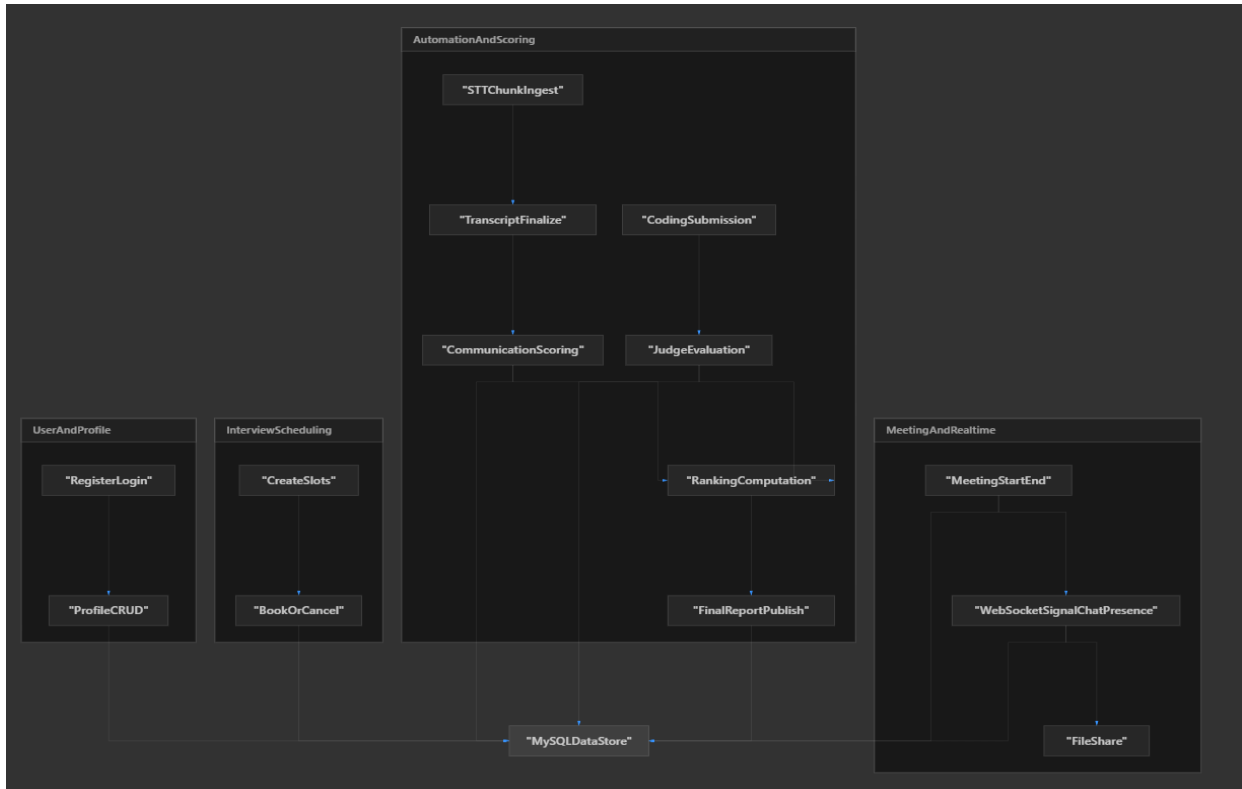 AutomationAndScoring
"STTChunkIngest"
"TranscriptFinalize"
"CodingSubmission"
"CommunicationScoring"
"JudgeEvaluation"
UserAndProfile
InterviewScheduling
MeetingAndRealtime
"RegisterLogin"
"CreateSlots"
"RankingComputation"
"MeetingStartEnd"
"ProfileCRUD"
"BookOrCancel"
"FinalReportPublish"
"WebSocketSignalChatPresence"
"MySQLDataStore"
"FileShare"